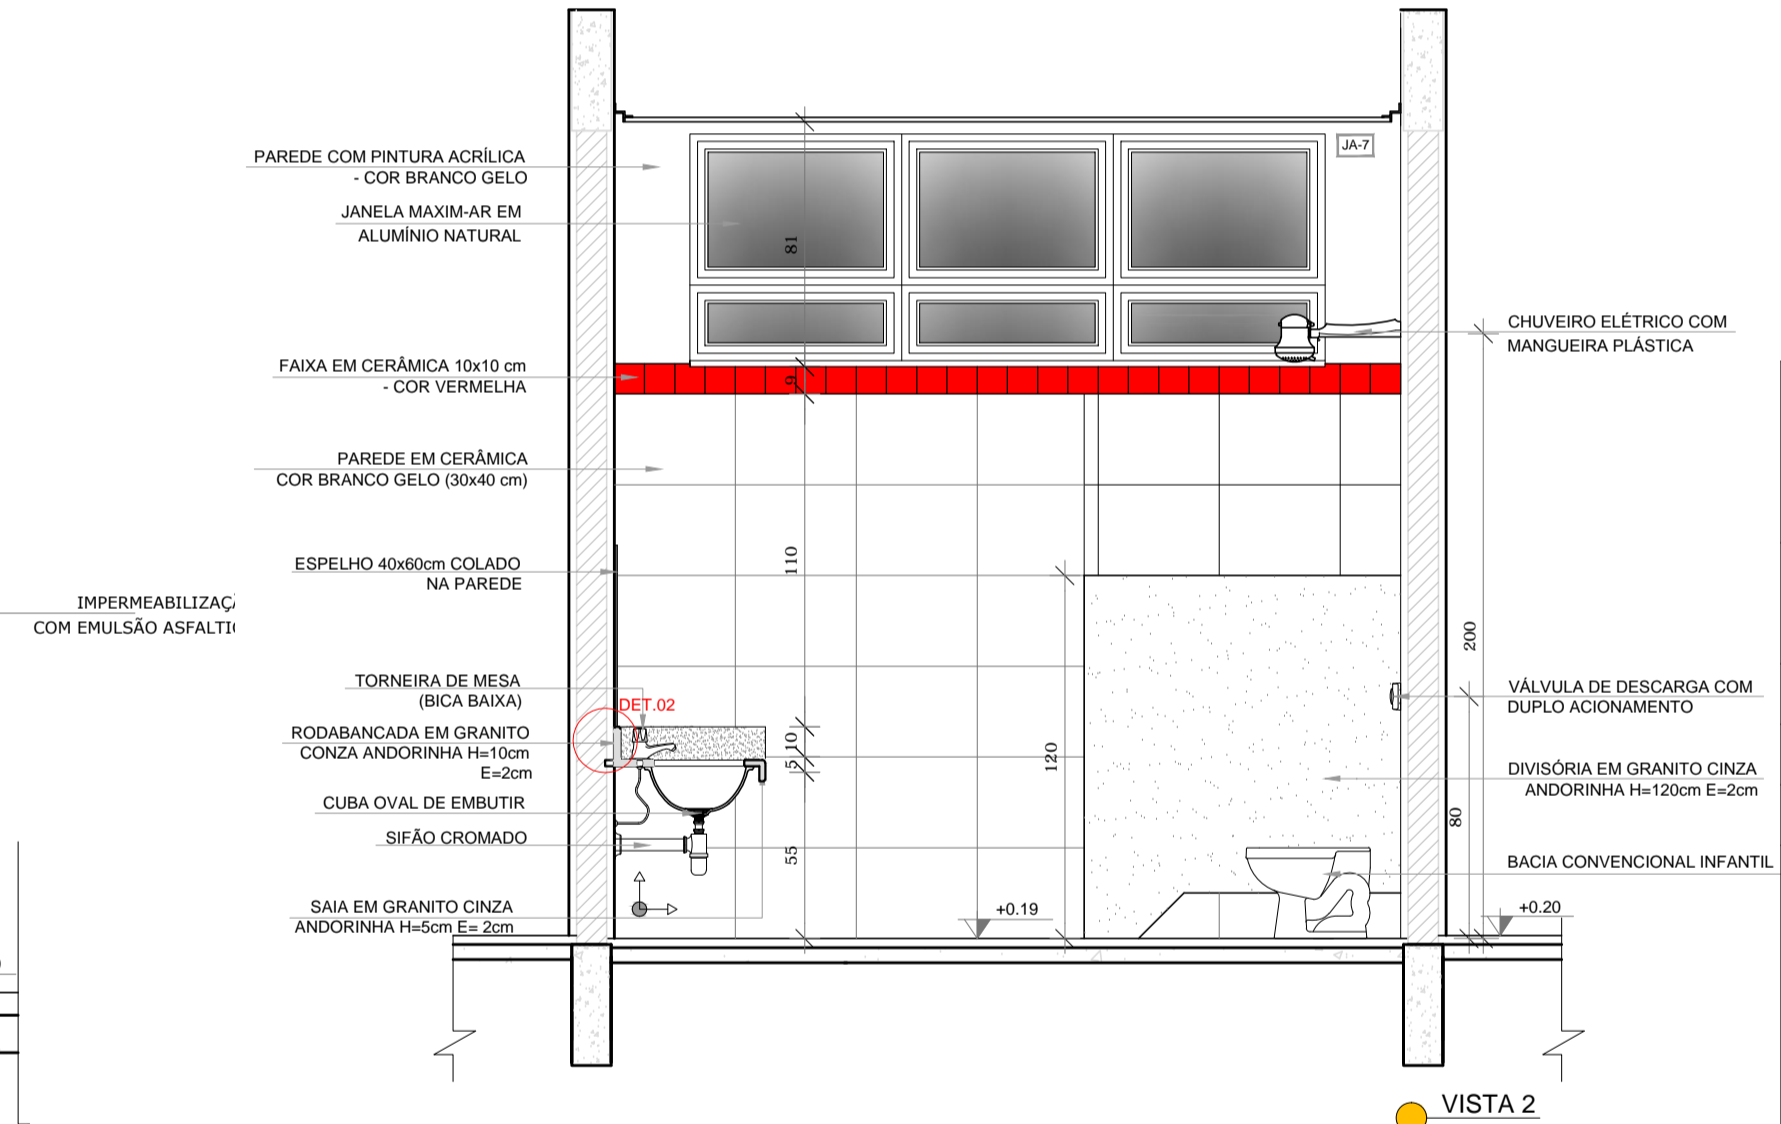 PAREDE COM PINTURA ACRÍLICA
- COR BRANCO GELO
JANELA MAXIM-AR EM
ALUMÍNIO NATURAL
FAIXA EM CERÂMICA 10x10 cm
- COR VERMELHA
PAREDE EM CERÂMICA
COR BRANCO GELO (30x40 cm)
ESPELHO 40x60cm COLADO
NA PAREDE
IMPERMEABILIZAÇÃ
COM EMULSÃO ASFALTI
TORNEIRA DE MESA
(BICA BAIXA)
RODABANCADA EM GRANITO
CONZA ANDORINHA H=10cm
E=2cm
CUBA OVAL DE EMBUTIR
SIFÃO CROMADO
SAIA EM GRANITO CINZA
ANDORINHA H=5cm E= 2cm
DET.02
81
9
110
10
5
55
120
+0.19
JA-7
CHUVEIRO ELÉTRICO COM
MANGUEIRA PLÁSTICA
200
VÁLVULA DE DESCARGA COM
DUPLO ACIONAMENTO
DIVISÓRIA EM GRANITO CINZA
ANDORINHA H=120cm E=2cm
80
BACIA CONVENCIONAL INFANTIL
+0.20
VISTA 2